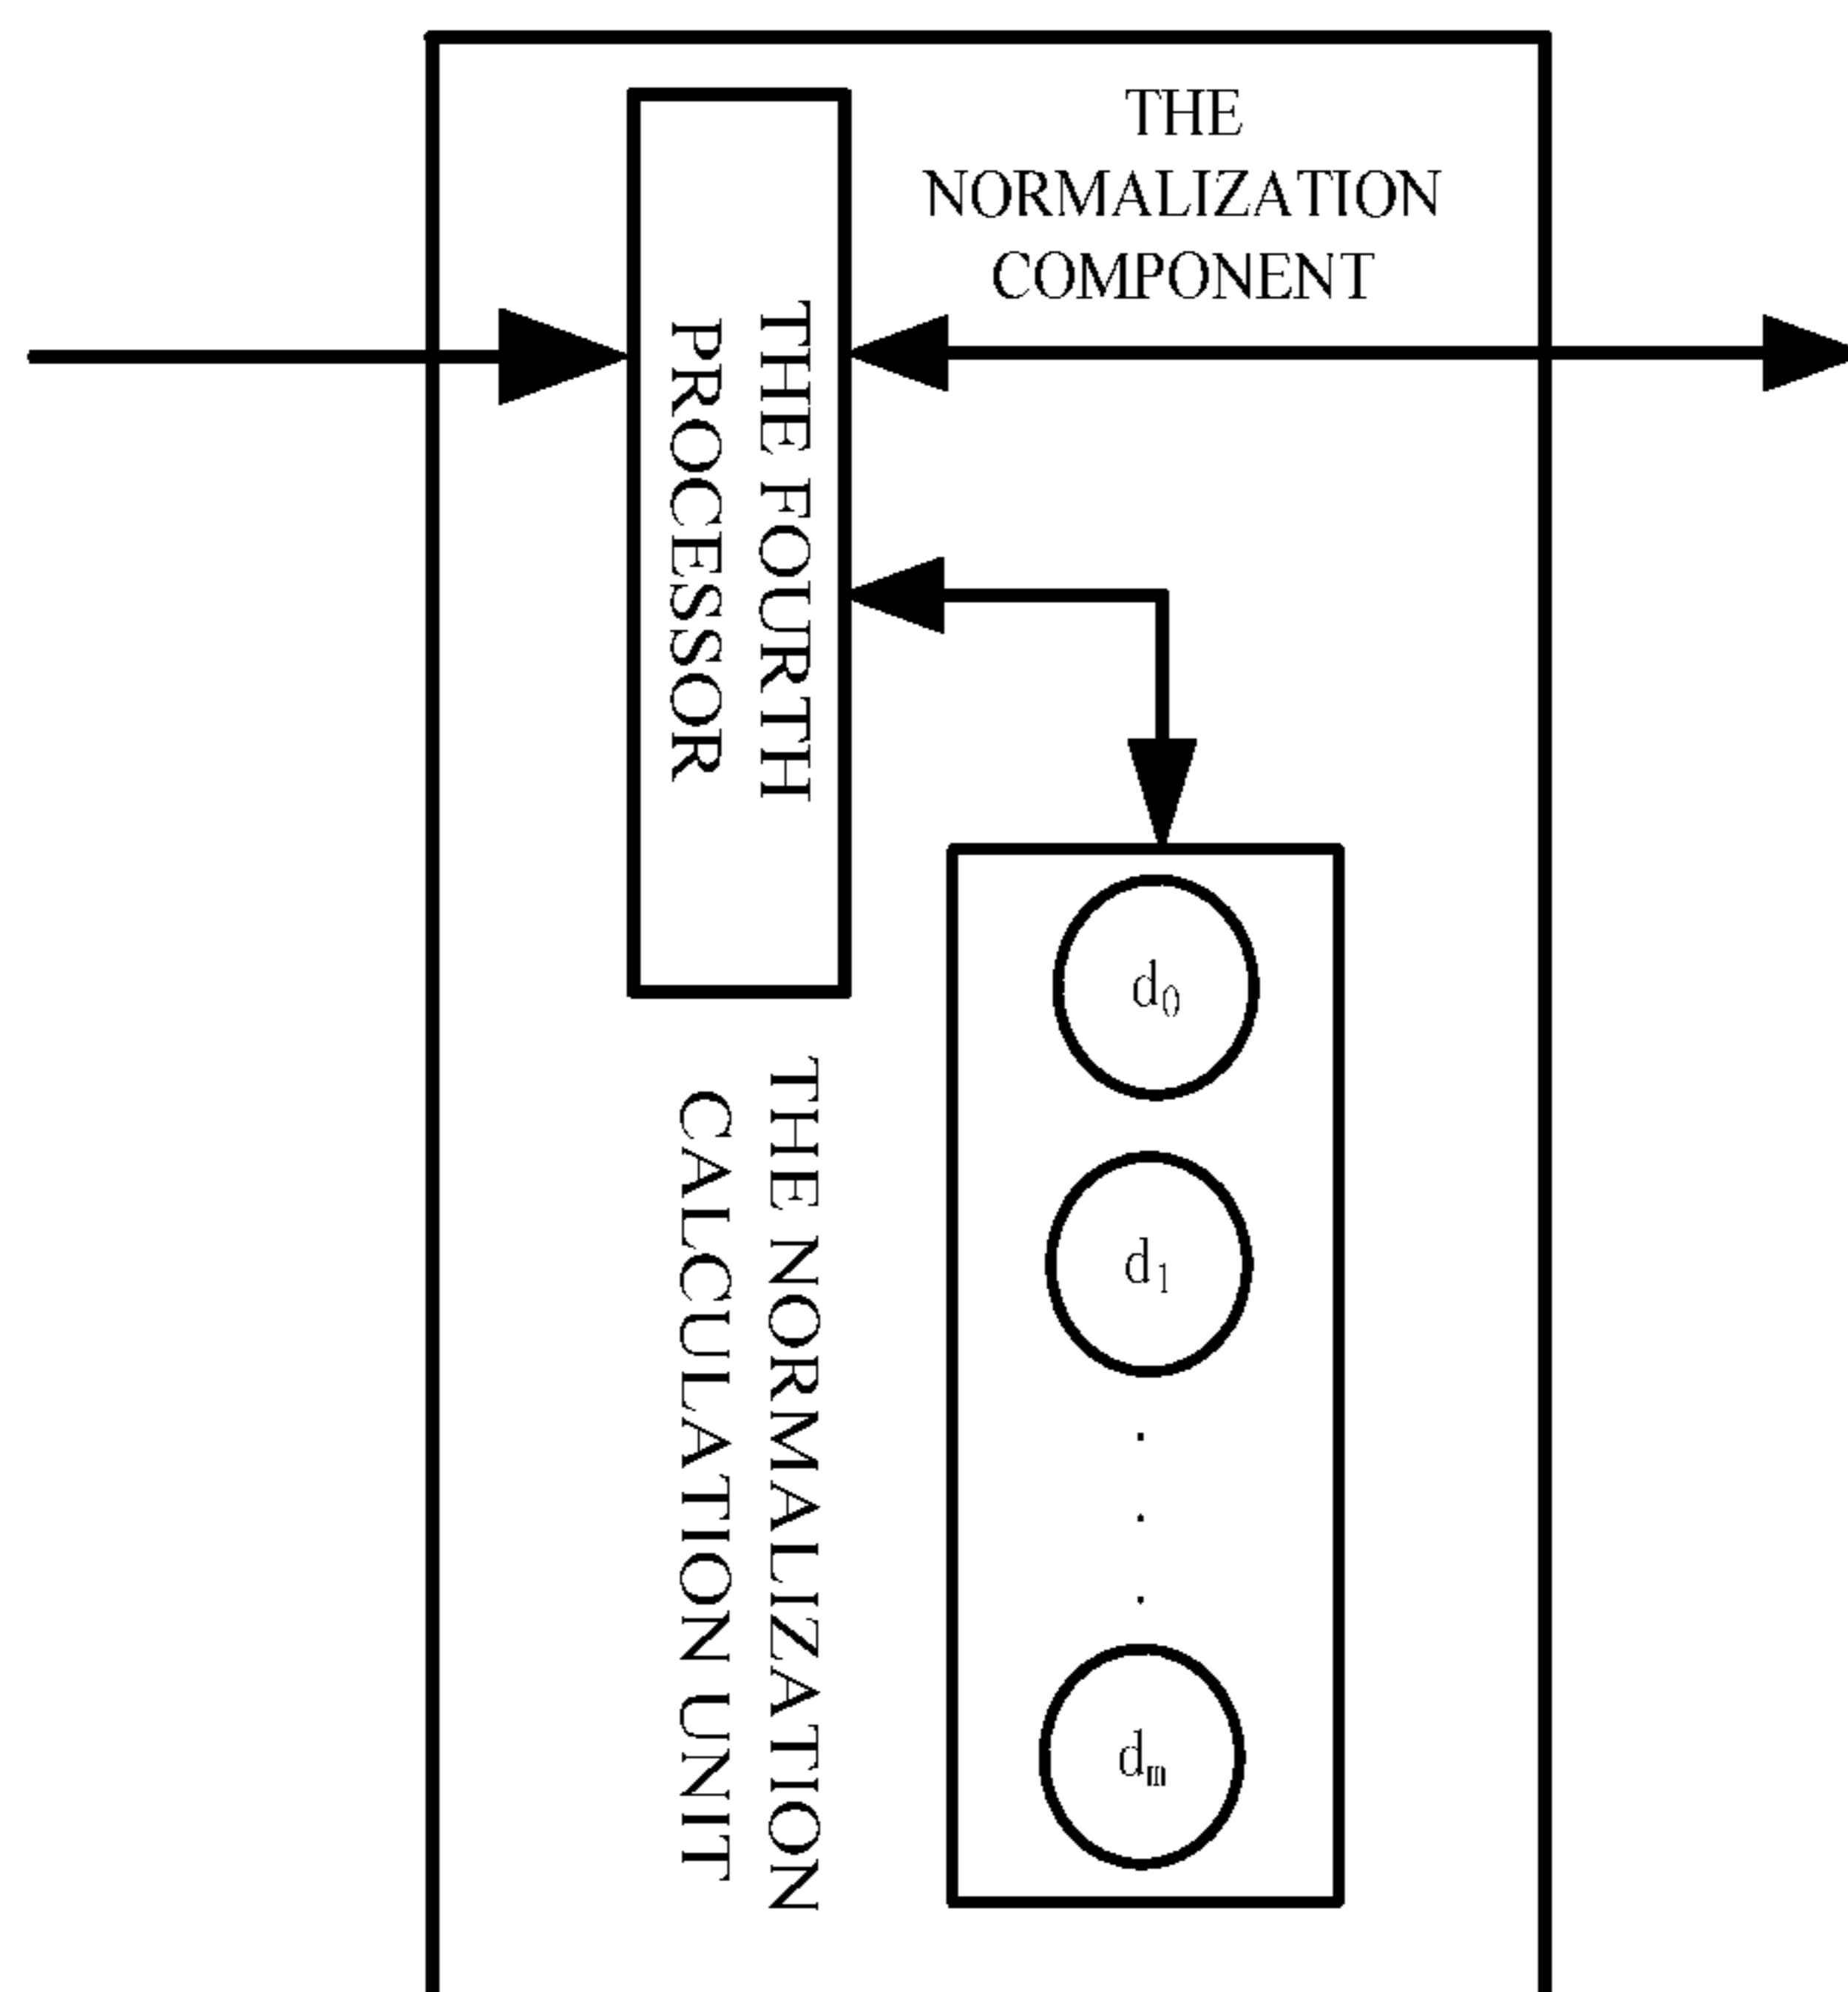 THE
NORMALIZATION
COMPONENT
THE FOURTH
PROCESSOR
d₀
d₁
.
.
.
dₘ
THE NORMALIZATION
CALCULATION UNIT